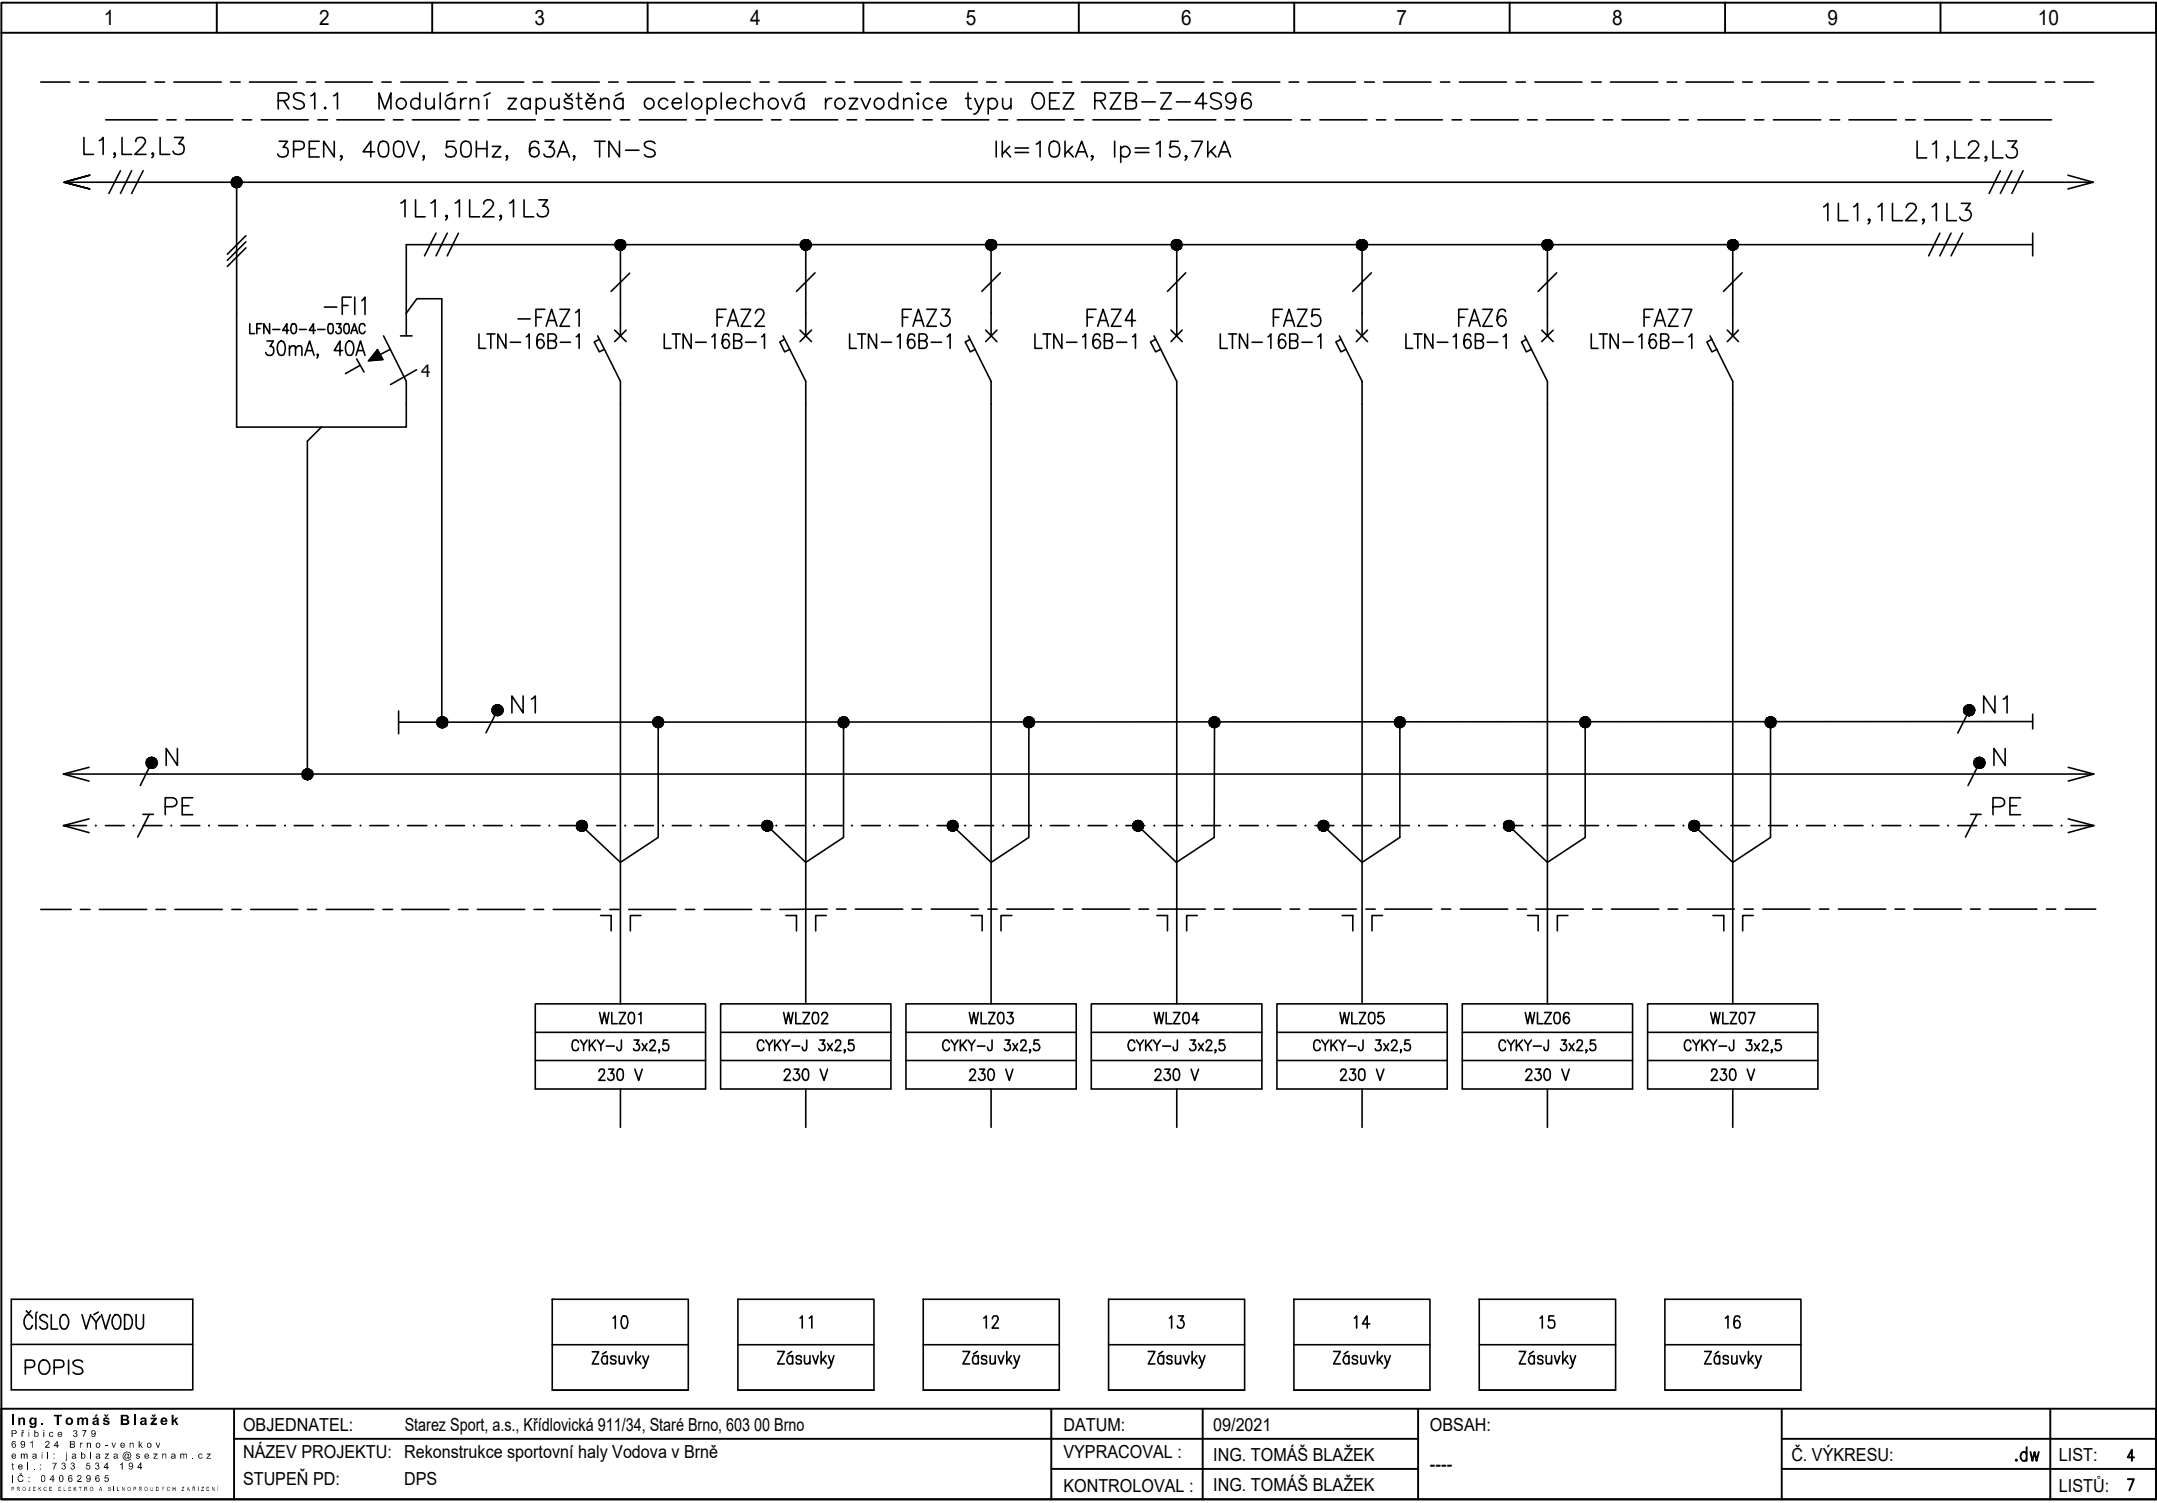 1 2 3 4 5 6 7 8 9 10
RS1.1 Modulární zapuštěná oceloplechová rozvodnice typu OEZ RZB-Z-4S96
L1,L2,L3 3PEN, 400V, 50Hz, 63A, TN-S Ik=10kA, Ip=15,7kA L1,L2,L3
1L1,1L2,1L3 1L1,1L2,1L3
-FI1
LFN-40-4-030AC
30mA, 40A
4
-FAZ1 FAZ2 FAZ3 FAZ4 FAZ5 FAZ6 FAZ7
LTN-16B-1 LTN-16B-1 LTN-16B-1 LTN-16B-1 LTN-16B-1 LTN-16B-1 LTN-16B-1
N1 N1
N N
PE PE
WLZ01 WLZ02 WLZ03 WLZ04 WLZ05 WLZ06 WLZ07
CYKY-J 3x2,5 CYKY-J 3x2,5 CYKY-J 3x2,5 CYKY-J 3x2,5 CYKY-J 3x2,5 CYKY-J 3x2,5 CYKY-J 3x2,5
230 V 230 V 230 V 230 V 230 V 230 V 230 V
ČÍSLO VÝVODU 10 11 12 13 14 15 16
POPIS Zásuvky Zásuvky Zásuvky Zásuvky Zásuvky Zásuvky Zásuvky
Ing. Tomáš Blažek
Přibice 379
691 24 Brno-venkov
email: jablaza@seznam.cz
tel.: 733 534 194
IČ: 04062965
PROJEKCE ELEKTRO A SILNOPROUDÝCH ZAŘÍZENÍ
OBJEDNATEL: Starez Sport, a.s., Křídlovická 911/34, Staré Brno, 603 00 Brno
NÁZEV PROJEKTU: Rekonstrukce sportovní haly Vodova v Brně
STUPEŇ PD: DPS
DATUM: 09/2021
VYPRACOVAL : ING. TOMÁŠ BLAŽEK
KONTROLOVAL : ING. TOMÁŠ BLAŽEK
OBSAH:
----
Č. VÝKRESU: .dw
LIST: 4
LISTŮ: 7